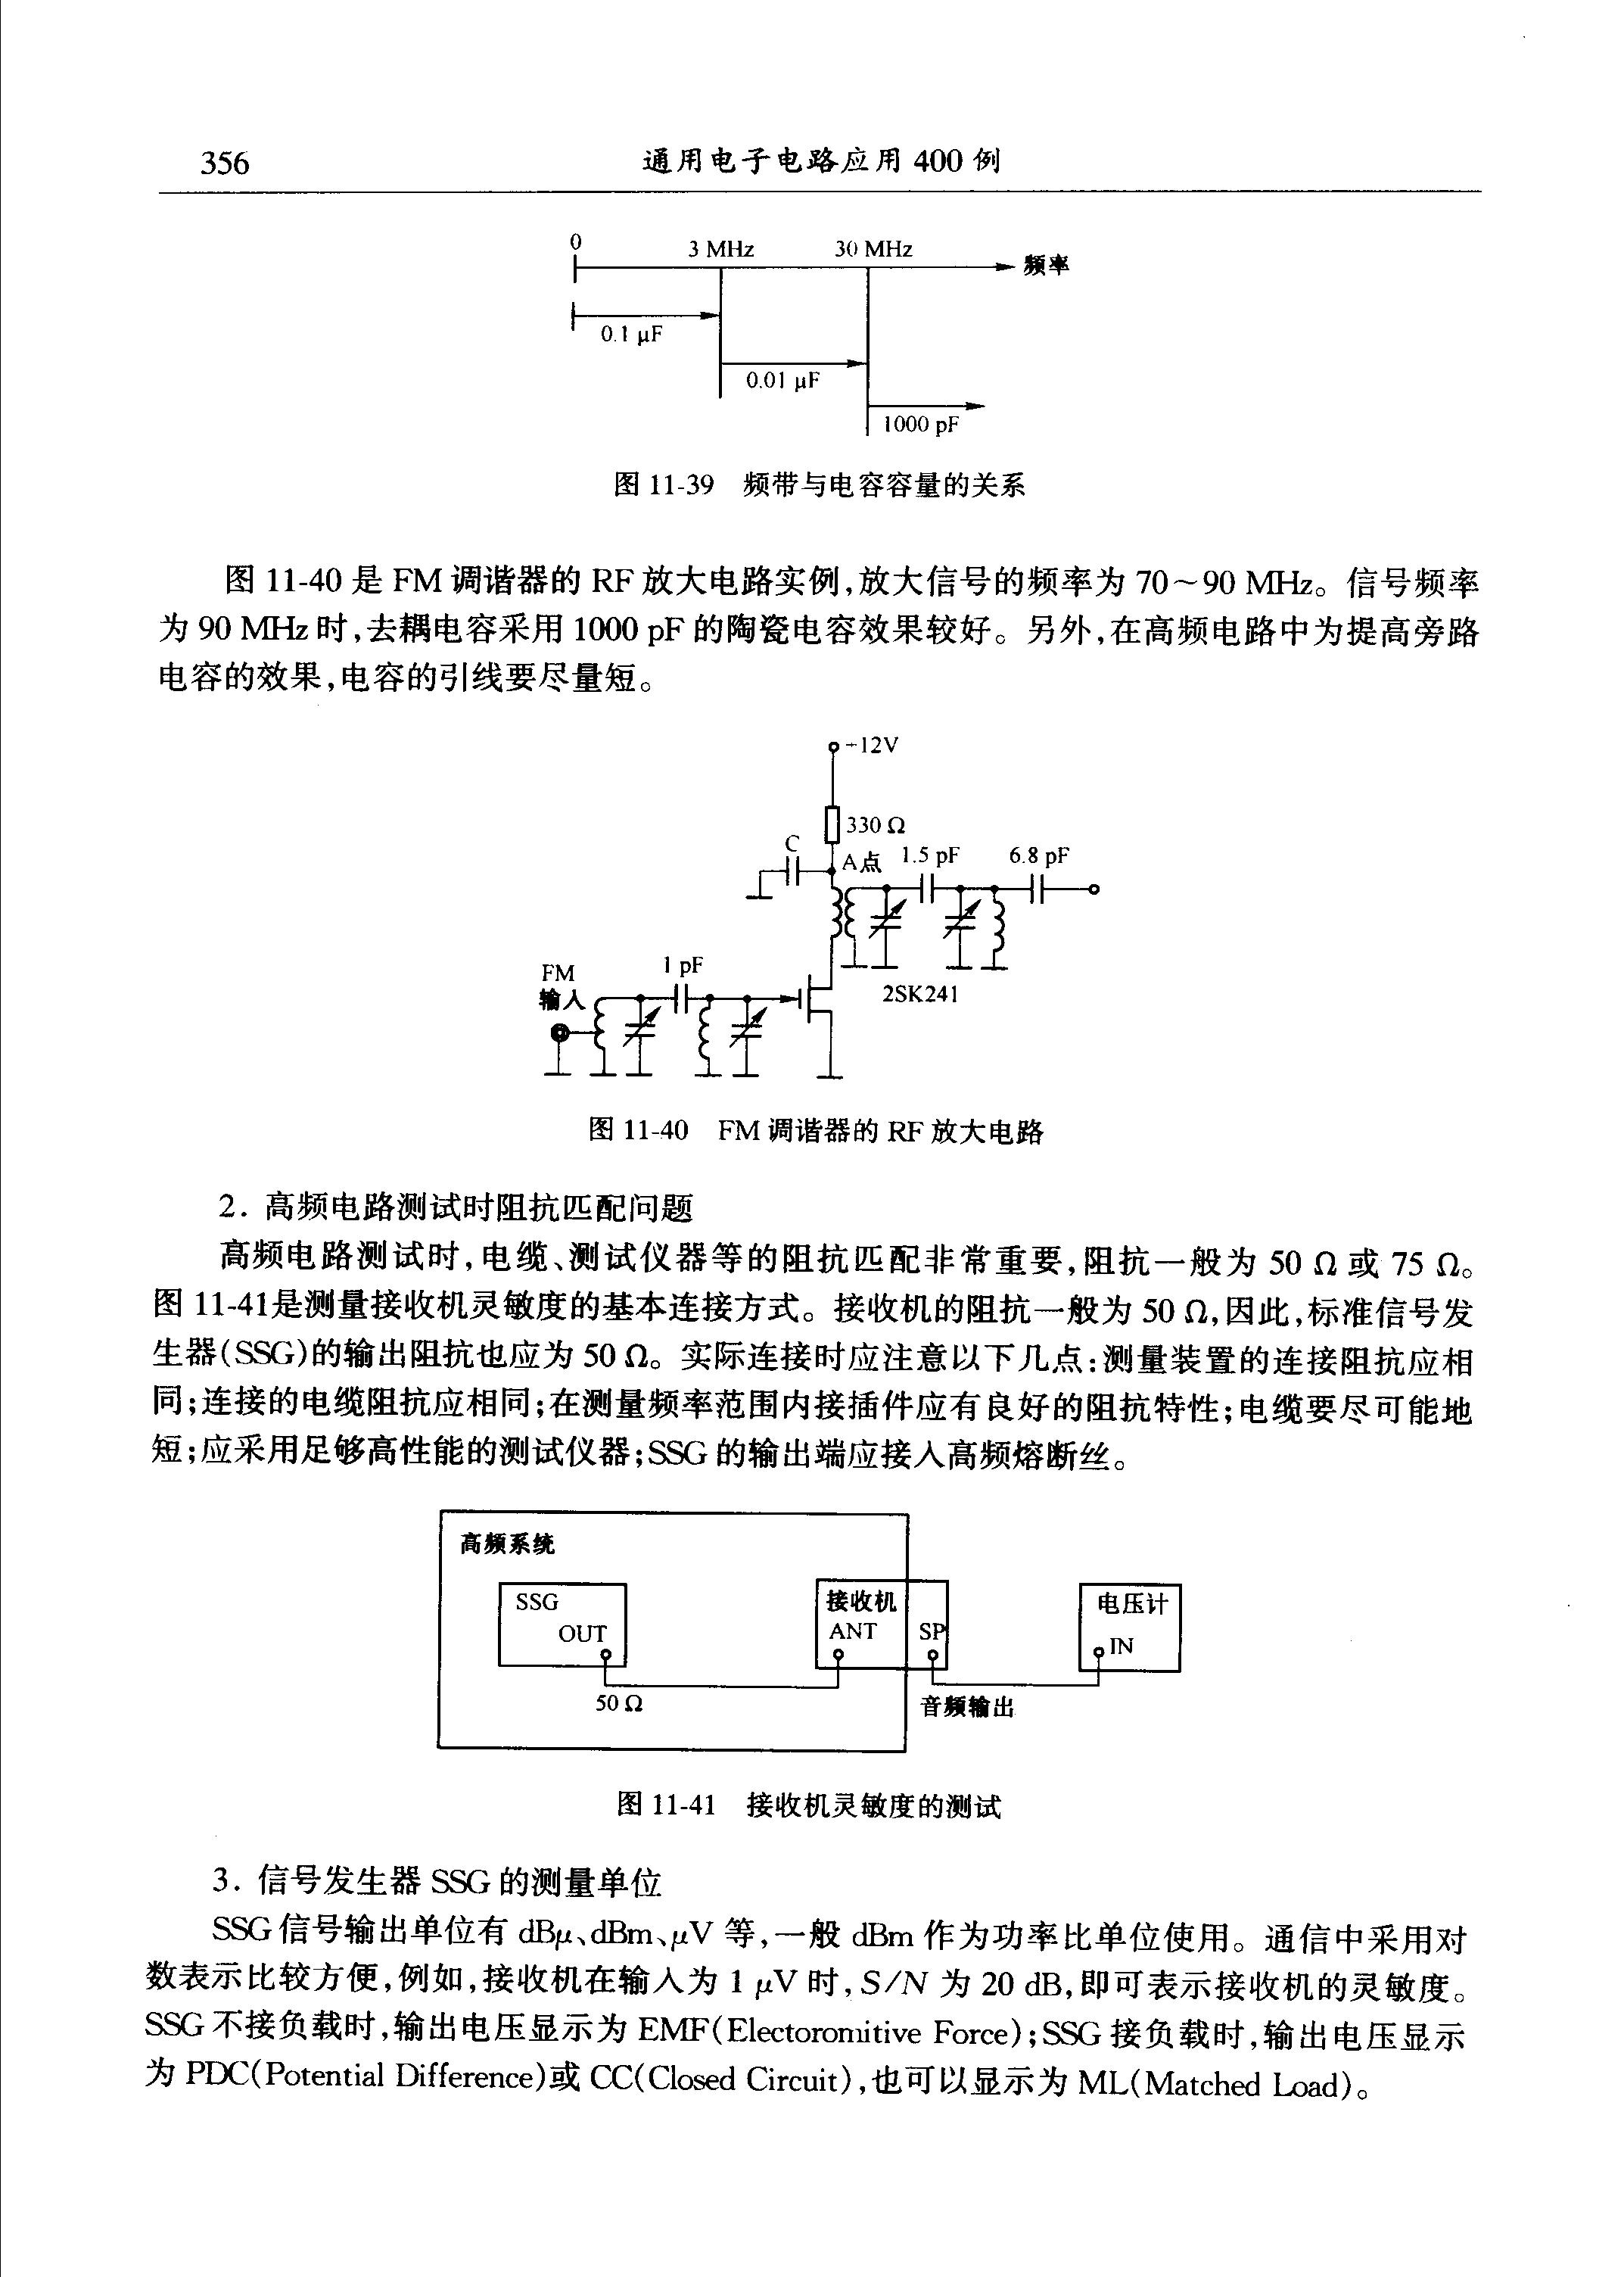 356
通用电子电路应用 400 例
0
3 MHz
30 MHz
频率
0.1 μF
0.01 μF
1000 pF
图 11-39 频带与电容容量的关系
图 11-40 是 FM 调谐器的 RF 放大电路实例,放大信号的频率为 70～90 MHz。信号频率
为 90 MHz 时,去耦电容采用 1000 pF 的陶瓷电容效果较好。另外,在高频电路中为提高旁路
电容的效果,电容的引线要尽量短。
+12V
330 Ω
C
A点
1.5 pF
6.8 pF
FM
输入
1 pF
2SK241
图 11-40 FM 调谐器的 RF 放大电路
2. 高频电路测试时阻抗匹配问题
高频电路测试时,电缆、测试仪器等的阻抗匹配非常重要,阻抗一般为 50 Ω 或 75 Ω。
图 11-41是测量接收机灵敏度的基本连接方式。接收机的阻抗一般为 50 Ω,因此,标准信号发
生器(SSG)的输出阻抗也应为 50 Ω。实际连接时应注意以下几点:测量装置的连接阻抗应相
同;连接的电缆阻抗应相同;在测量频率范围内接插件应有良好的阻抗特性;电缆要尽可能地
短;应采用足够高性能的测试仪器;SSG 的输出端应接入高频熔断丝。
高频系统
SSG
OUT
50 Ω
接收机
ANT
SP
音频输出
电压计
IN
图 11-41 接收机灵敏度的测试
3. 信号发生器 SSG 的测量单位
SSG 信号输出单位有 dBμ、dBm、μV 等,一般 dBm 作为功率比单位使用。通信中采用对
数表示比较方便,例如,接收机在输入为 1 μV 时, S/N 为 20 dB,即可表示接收机的灵敏度。
SSG 不接负载时,输出电压显示为 EMF(Electoromitive Force);SSG 接负载时,输出电压显示
为 PDC(Potential Difference)或 CC(Closed Circuit),也可以显示为 ML(Matched Load)。